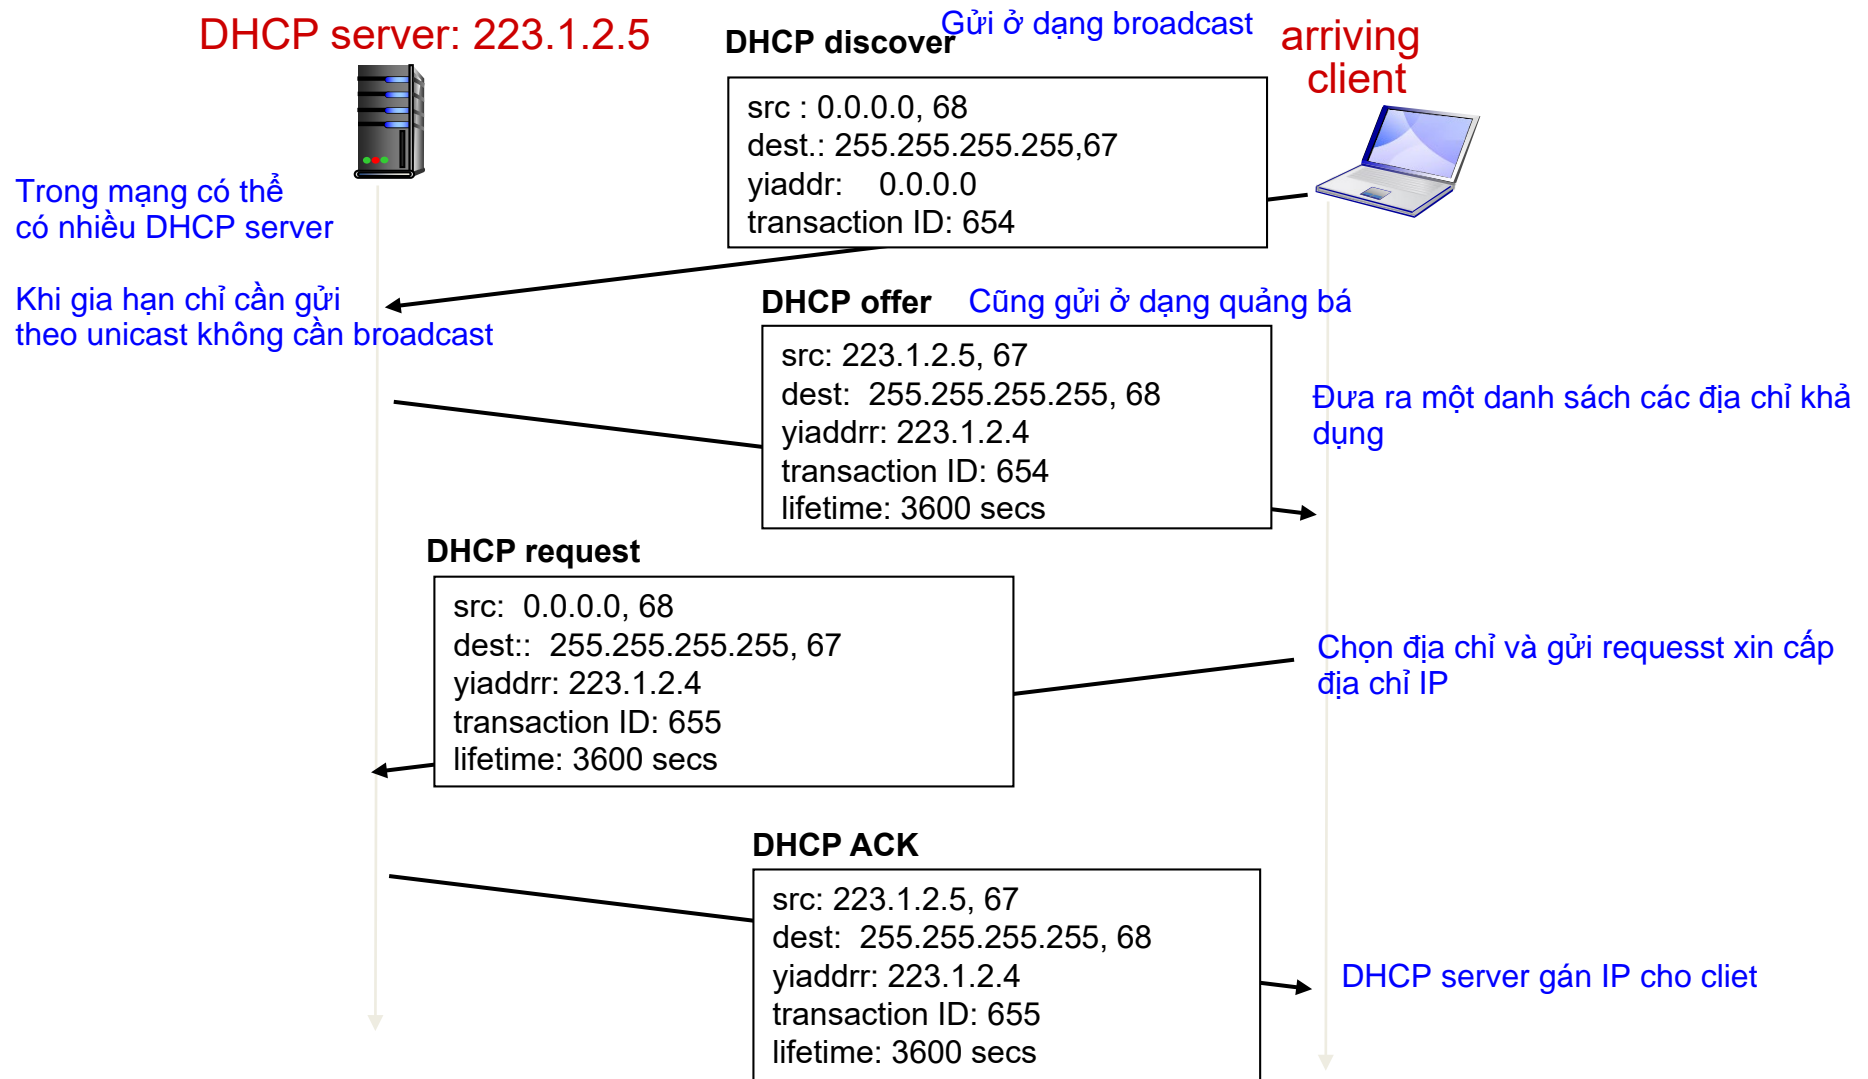 DHCP server: 223.1.2.5
Gửi ở dạng broadcast
DHCP discover
arriving
client
src : 0.0.0.0, 68
dest.: 255.255.255.255,67
yiaddr: 0.0.0.0
transaction ID: 654
Trong mạng có thể
có nhiều DHCP server
Khi gia hạn chỉ cần gửi
theo unicast không cần broadcast
DHCP offer
Cũng gửi ở dạng quảng bá
src: 223.1.2.5, 67
dest: 255.255.255.255, 68
yiaddrr: 223.1.2.4
transaction ID: 654
lifetime: 3600 secs
Đưa ra một danh sách các địa chỉ khả
dụng
DHCP request
src: 0.0.0.0, 68
dest:: 255.255.255.255, 67
yiaddrr: 223.1.2.4
transaction ID: 655
lifetime: 3600 secs
Chọn địa chỉ và gửi requesst xin cấp
địa chỉ IP
DHCP ACK
src: 223.1.2.5, 67
dest: 255.255.255.255, 68
yiaddrr: 223.1.2.4
transaction ID: 655
lifetime: 3600 secs
DHCP server gán IP cho cliet